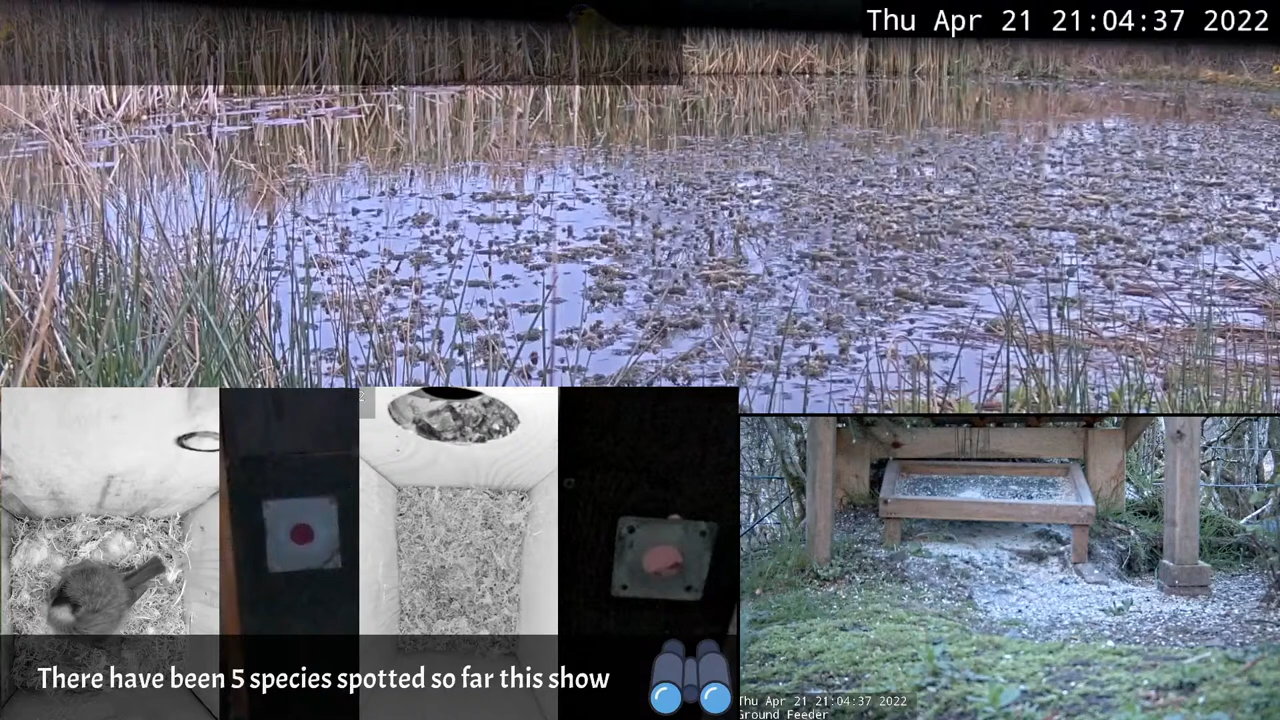 Thu Apr 21 21:04:37 2022
2
There have been 5 species spotted so far this show
Thu Apr 21 21:04:37 2022
Ground Feeder